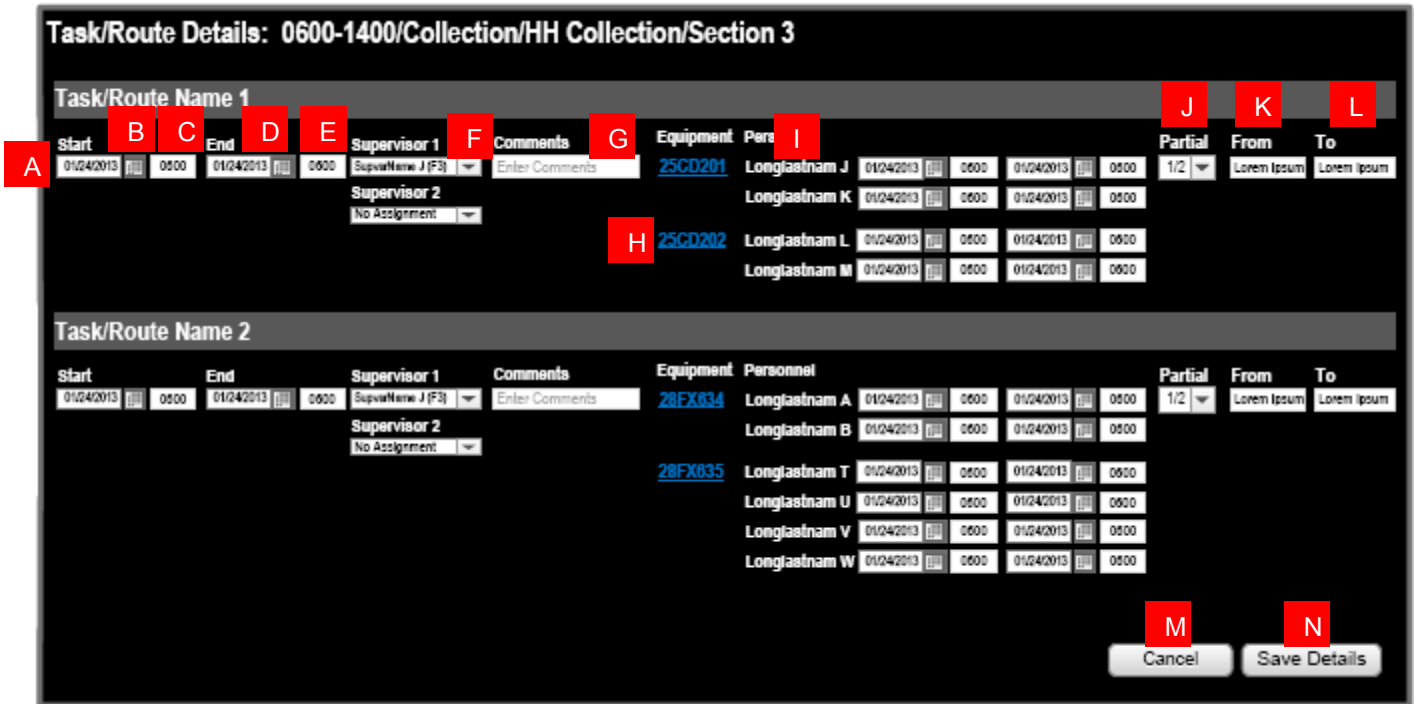 Task/Route Details: 0600-1400/Collection/HH Collection/Section 3
Task/Route Name 1
J K L
B C D E F G I
Start End Supervisor 1 Comments Equipment Pers Partial From To
A 01/24/2013 0600 01/24/2013 0600 SupvsrName J (F3) Enter Comments 25CD201 Longlastnam J 01/24/2013 0600 01/24/2013 0600 1/2 Lorem Ipsum Lorem Ipsum
Supervisor 2 Longlastnam K 01/24/2013 0600 01/24/2013 0600
No Assignment
H 25CD202 Longlastnam L 01/24/2013 0600 01/24/2013 0600
Longlastnam M 01/24/2013 0600 01/24/2013 0600
Task/Route Name 2
Start End Supervisor 1 Comments Equipment Personnel Partial From To
01/24/2013 0600 01/24/2013 0600 SupvsrName J (F3) Enter Comments 28FX634 Longlastnam A 01/24/2013 0600 01/24/2013 0600 1/2 Lorem Ipsum Lorem Ipsum
Supervisor 2 Longlastnam B 01/24/2013 0600 01/24/2013 0600
No Assignment
28FX635 Longlastnam T 01/24/2013 0600 01/24/2013 0600
Longlastnam U 01/24/2013 0600 01/24/2013 0600
Longlastnam V 01/24/2013 0600 01/24/2013 0600
Longlastnam W 01/24/2013 0600 01/24/2013 0600
M N
Cancel Save Details